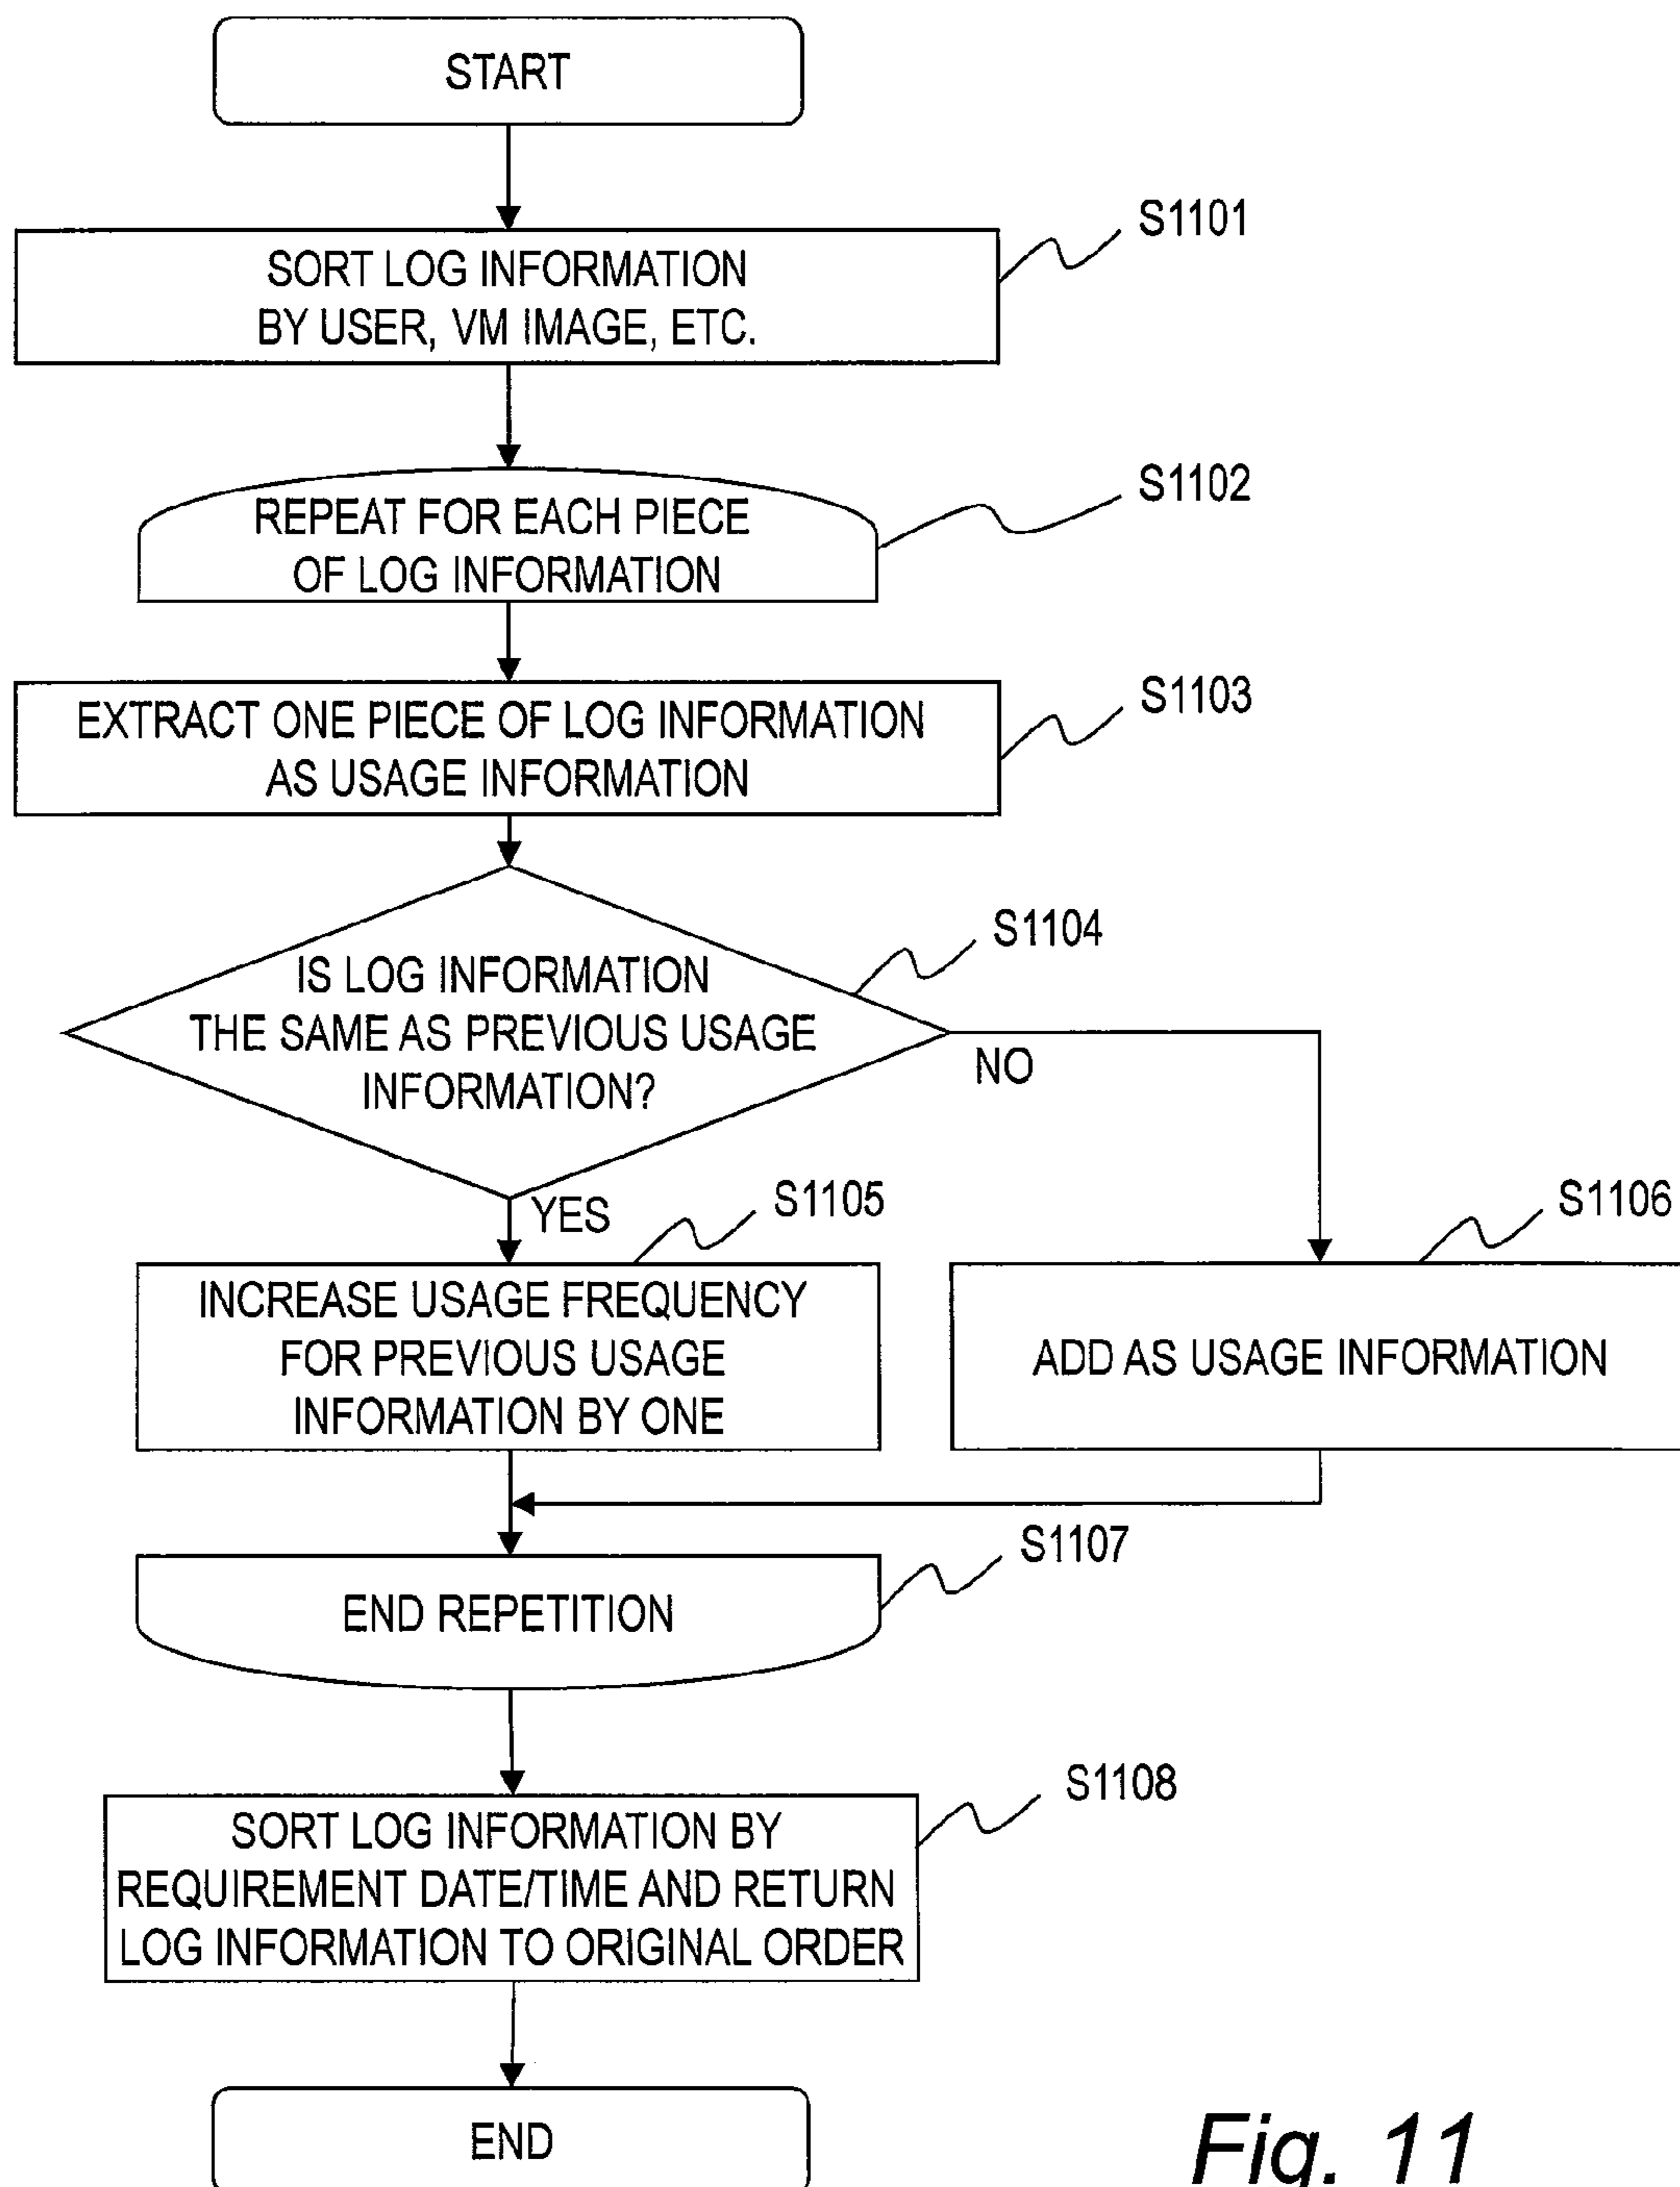 START
S1101
SORT LOG INFORMATION
BY USER, VM IMAGE, ETC.
S1102
REPEAT FOR EACH PIECE
OF LOG INFORMATION
S1103
EXTRACT ONE PIECE OF LOG INFORMATION
AS USAGE INFORMATION
S1104
IS LOG INFORMATION
THE SAME AS PREVIOUS USAGE
INFORMATION?
NO
YES
S1105
S1106
INCREASE USAGE FREQUENCY
FOR PREVIOUS USAGE
INFORMATION BY ONE
ADD AS USAGE INFORMATION
S1107
END REPETITION
S1108
SORT LOG INFORMATION BY
REQUIREMENT DATE/TIME AND RETURN
LOG INFORMATION TO ORIGINAL ORDER
END
Fig. 11